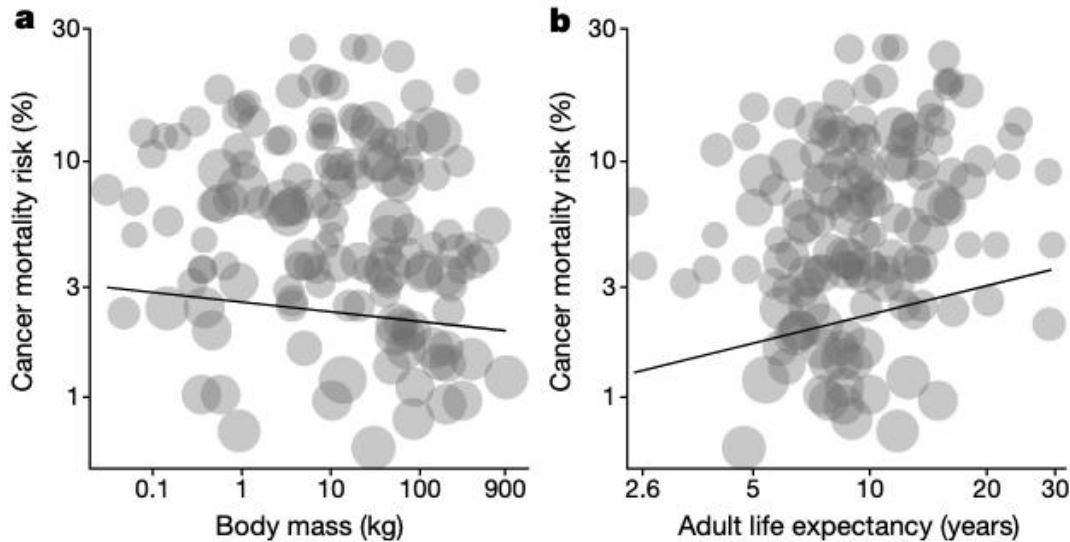 a
Cancer mortality risk (%)
30
10
3
1
0.1 1 10 100 900
Body mass (kg)
b
Cancer mortality risk (%)
30
10
3
1
2.6 5 10 20 30
Adult life expectancy (years)